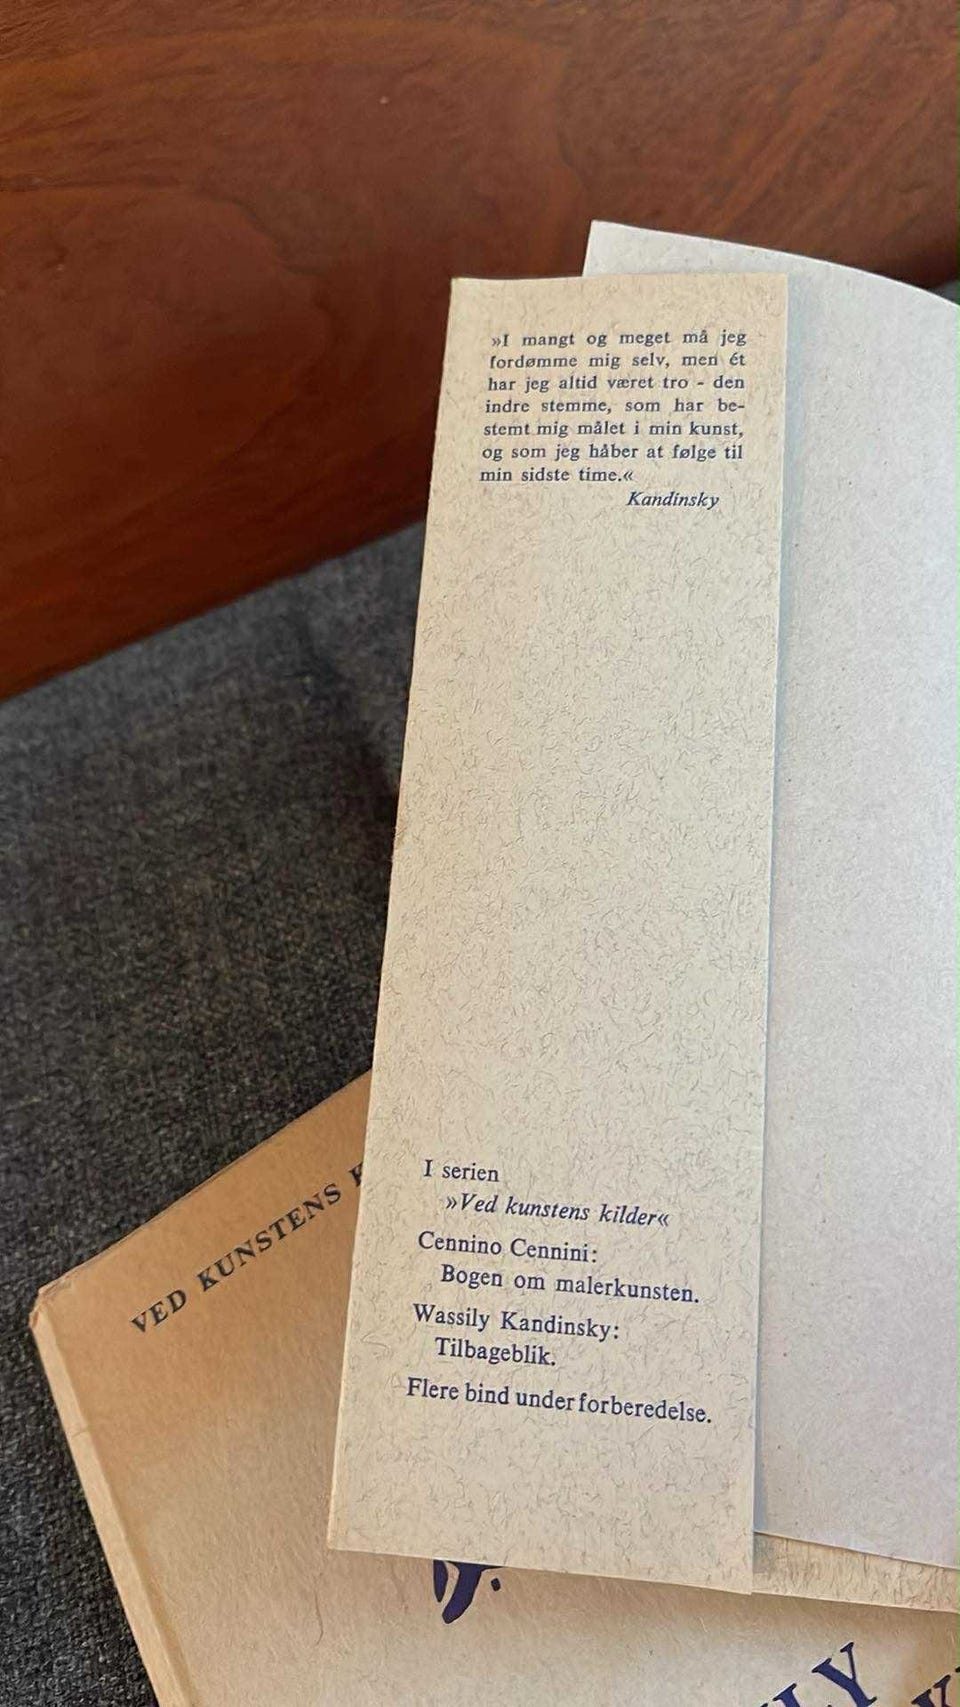 »I mangt og meget må jeg
fordømme mig selv, men ét
har jeg altid været tro - den
indre stemme, som har be-
stemt mig målet i min kunst,
og som jeg håber at følge til
min sidste time.«
Kandinsky
I serien
»Ved kunstens kilder«
Cennino Cennini:
Bogen om malerkunsten.
Wassily Kandinsky:
Tilbageblik.
Flere bind under forberedelse.
VED KUNSTENS K
LY